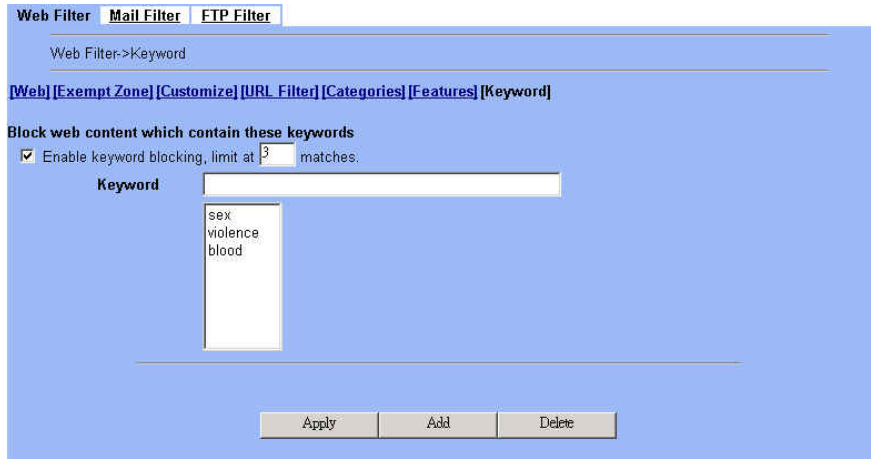 Web Filter Mail Filter FTP Filter
Web Filter->Keyword
[Web][Exempt Zone][Customize][URL Filter][Categories][Features][Keyword]
Block web content which contain these keywords
Enable keyword blocking, limit at 3 matches.
Keyword
sex
violence
blood
Apply Add Delete